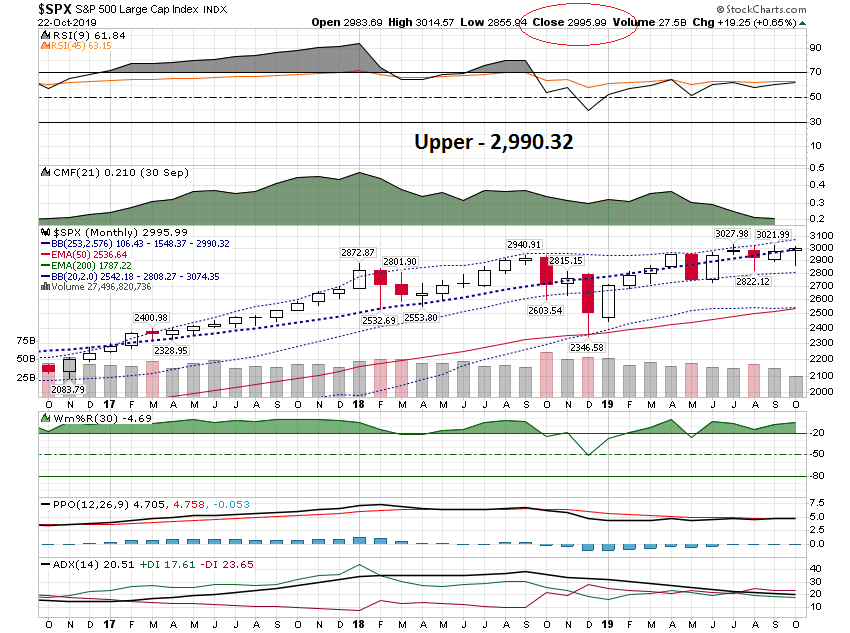 $SPX S&P 500 Large Cap Index INDX
© StockCharts.com
22-Oct-2019
Open 2983.69 High 3014.57 Low 2855.94 Close 2995.99 Volume 27.5B Chg +19.25 (+0.65%)
RSI(9) 61.84
RSI(45) 63.15
90
70
50
30
10
Upper - 2,990.32
CMF(21) 0.210 (30 Sep)
0.5
0.4
0.3
0.2
$SPX (Monthly) 2995.99
BB(253,2.576) 106.43 - 1548.37 - 2990.32
EMA(50) 2536.64
EMA(200) 1787.22
BB(20,2.0) 2542.18 - 2808.27 - 3074.35
Volume 27,496,820,736
3027.98
3021.99
2940.91
2872.87
2801.90
2815.15
2822.12
2603.54
2532.69
2553.80
2400.98
2328.95
2346.58
2083.79
3100
3000
2900
2800
2700
2600
2500
2400
2300
2200
2100
2000
75B
50B
25B
O N D 17 F M A M J J A S O N D 18 F M A M J J A S O N D 19 F M A M J J A S O
Wm%R(30) -4.69
-20
-50
-80
PPO(12,26,9) 4.705, 4.758, -0.053
7.5
5.0
2.5
0.0
ADX(14) 20.51 +DI 17.61 -DI 23.65
40
30
20
10
O N D 17 F M A M J J A S O N D 18 F M A M J J A S O N D 19 F M A M J J A S O